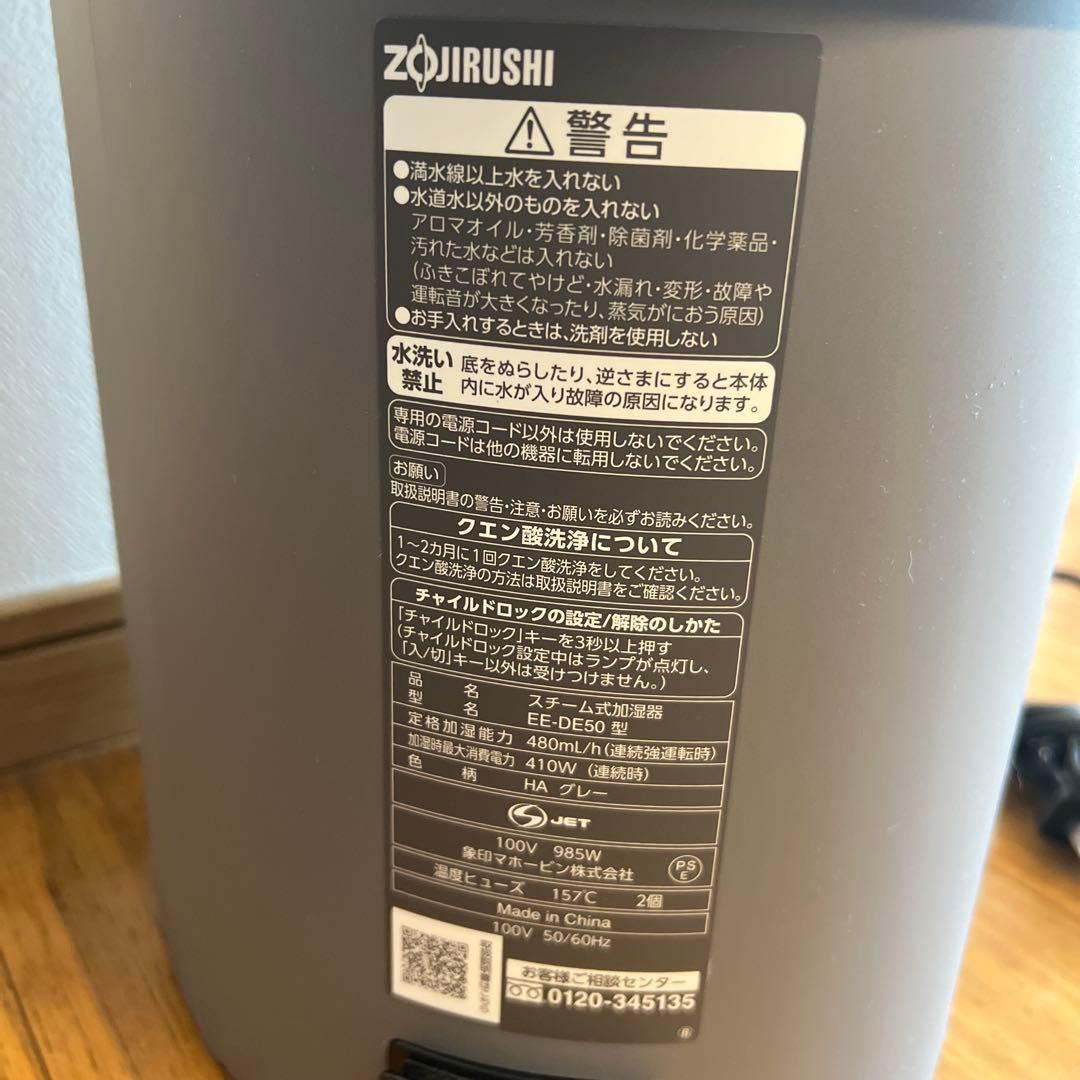 ZOJIRUSHI
警告
●満水線以上水を入れない
●水道水以外のものを入れない
アロマオイル・芳香剤・除菌剤・化学薬品・
汚れた水などは入れない
(ふきこぼれてやけど・水漏れ・変形・故障や
運転音が大きくなったり、蒸気がにおう原因)
●お手入れするときは、洗剤を使用しない
水洗い
禁止
底をぬらしたり、逆さまにすると本体
内に水が入り故障の原因になります。
専用の電源コード以外は使用しないでください。
電源コードは他の機器に転用しないでください。
お願い
取扱説明書の警告・注意・お願いを必ずお読みください。
クエン酸洗浄について
1～2カ月に1回クエン酸洗浄をしてください。
クエン酸洗浄の方法は取扱説明書をご確認ください。
チャイルドロックの設定/解除のしかた
「チャイルドロック」キーを3秒以上押す
(チャイルドロック設定中はランプが点灯し、
「入/切」キー以外は受けつけません。)
品名 スチーム式加湿器
型名 EE-DE50 型
定格加湿能力 480mL/h (連続強運転時)
加湿時最大消費電力 410W (連続時)
色柄 HA グレー
JET
100V 985W
象印マホービン株式会社
PS
E
温度ヒューズ 157℃ 2個
Made in China
100V 50/60Hz
取扱説明書はこちら
お客様ご相談センター
0120-345135